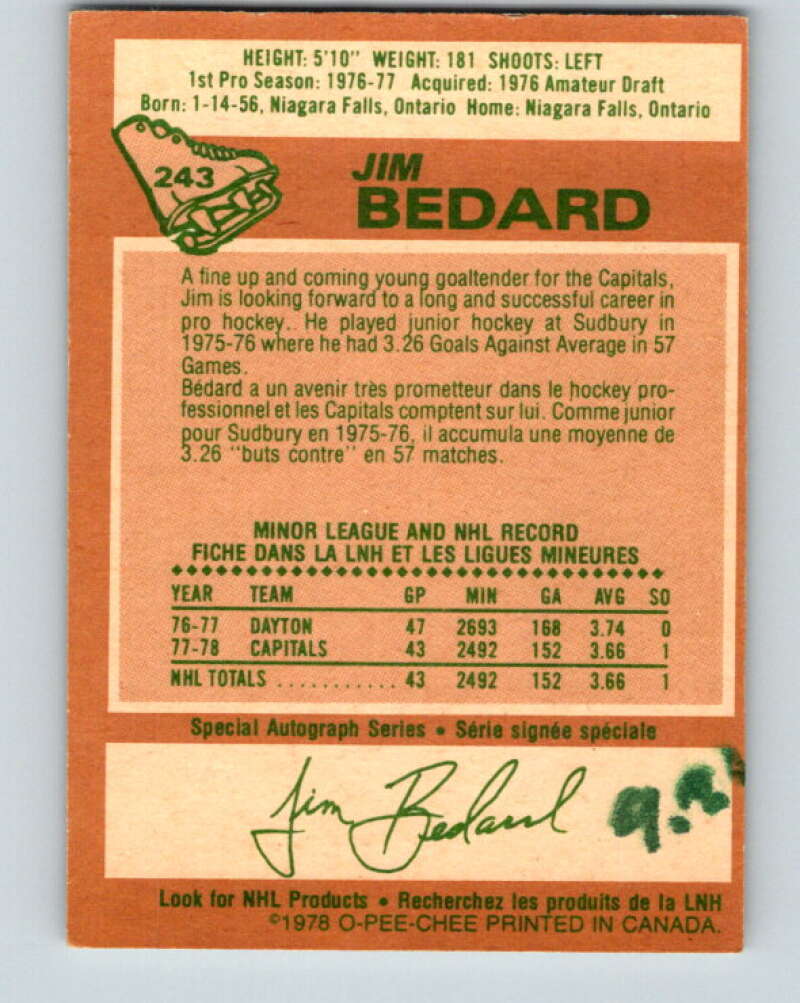 HEIGHT: 5'10" WEIGHT: 181 SHOOTS: LEFT
1st Pro Season: 1976-77 Acquired: 1976 Amateur Draft
Born: 1-14-56, Niagara Falls, Ontario Home: Niagara Falls, Ontario
243
JIM
BEDARD
A fine up and coming young goaltender for the Capitals,
Jim is looking forward to a long and successful career in
pro hockey. He played junior hockey at Sudbury in
1975-76 where he had 3.26 Goals Against Average in 57
Games.
Bédard a un avenir très prometteur dans le hockey pro-
fessionnel et les Capitals comptent sur lui. Comme junior
pour Sudbury en 1975-76, il accumula une moyenne de
3.26 "buts contre" en 57 matches.
MINOR LEAGUE AND NHL RECORD
FICHE DANS LA LNH ET LES LIGUES MINEURES
YEAR TEAM GP MIN GA AVG SO
76-77 DAYTON 47 2693 168 3.74 0
77-78 CAPITALS 43 2492 152 3.66 1
NHL TOTALS ........... 43 2492 152 3.66 1
Special Autograph Series • Série signée spéciale
Jim Bedard
Look for NHL Products • Recherchez les produits de la LNH
©1978 O-PEE-CHEE PRINTED IN CANADA.